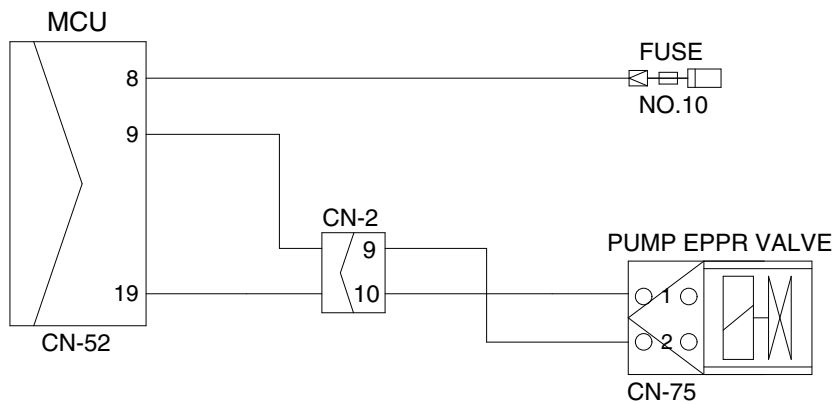 MCU
FUSE
8
NO.10
9
CN-2
9
PUMP EPPR VALVE
19
10
1
CN-52
2
CN-75